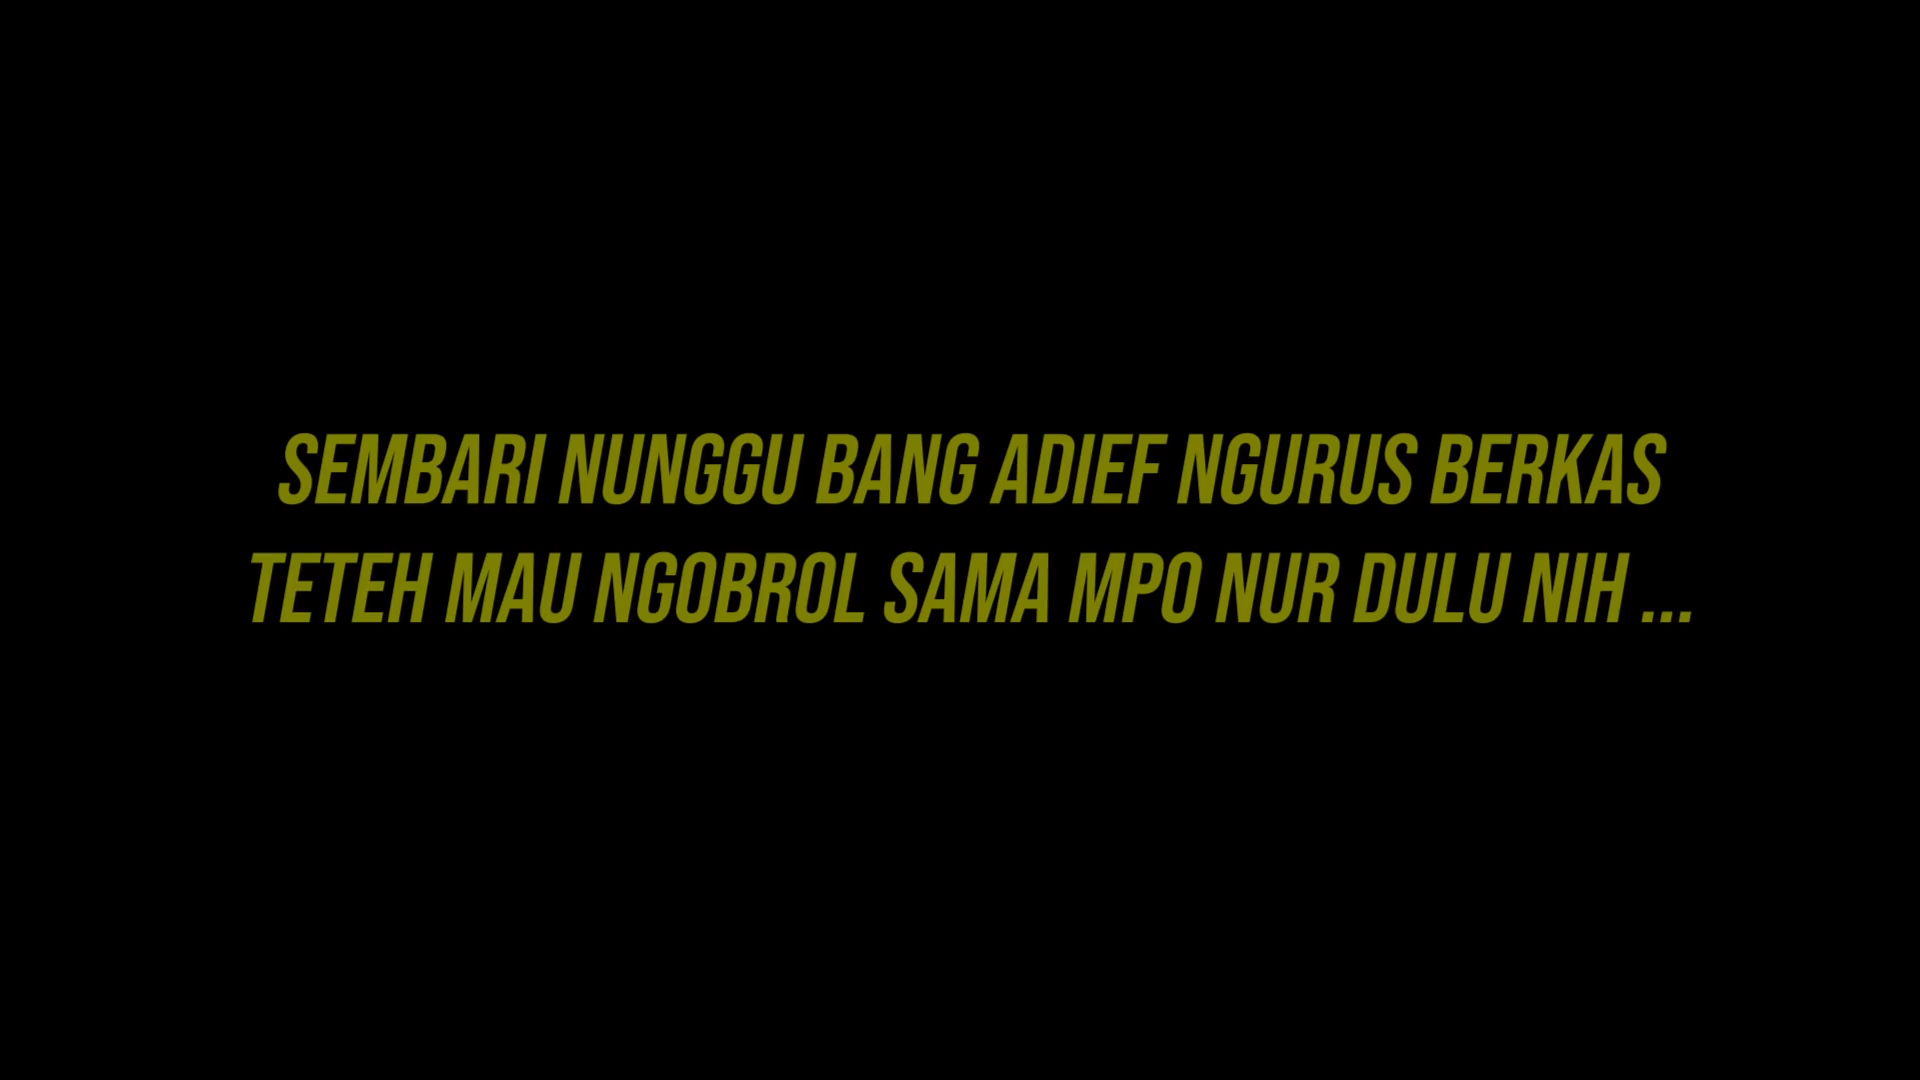 SEMBARI NUNGGU BANG ADIEF NGURUS BERKAS
TETEH MAU NGOBROL SAMA MPO NUR DULU NIH ...